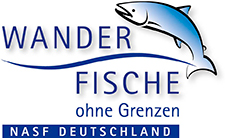 WANDER
FISCHE
ohne Grenzen
NASF DEUTSCHLAND